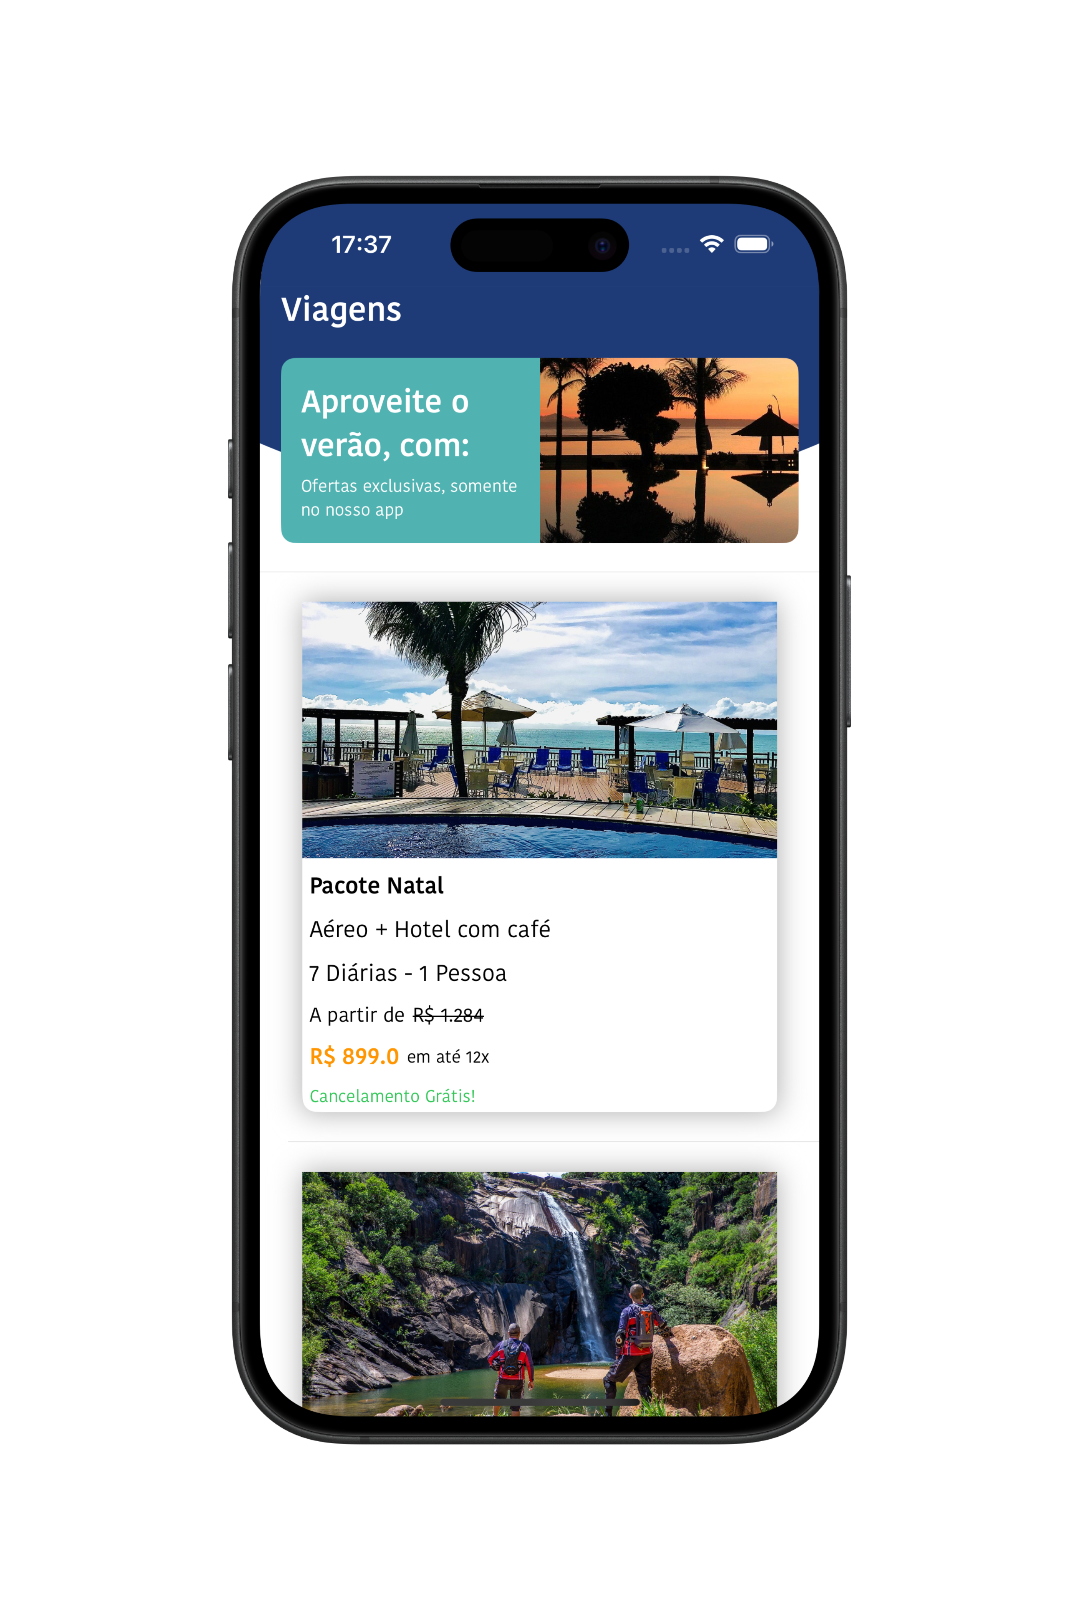 17:37
Viagens
Aproveite o
verão, com:
Ofertas exclusivas, somente
no nosso app
Pacote Natal
Aéreo + Hotel com café
7 Diárias - 1 Pessoa
A partir de R$ 1.284
R$ 899.0 em até 12x
Cancelamento Grátis!